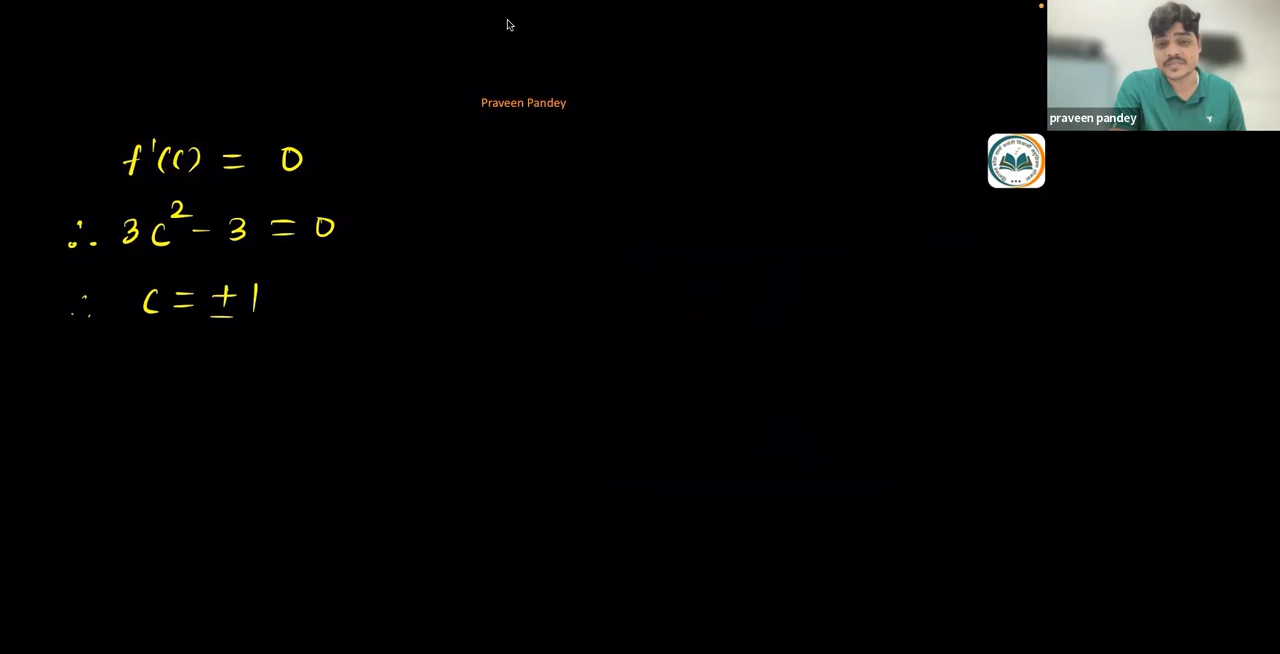 Praveen Pandey
praveen pandey
f'(c) = 0
∴ 3c² - 3 = 0
∴ c = ± 1